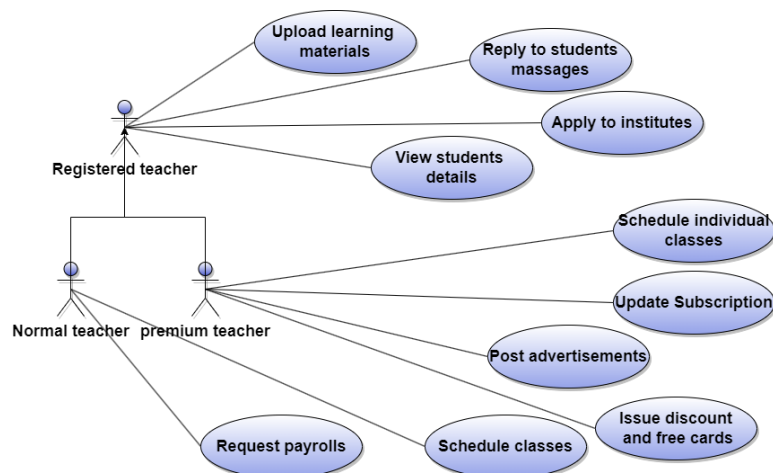 Upload learning
materials
Reply to students
massages
Apply to institutes
View students
details
Registered teacher
Schedule individual
classes
Update Subscription
Normal teacher
premium teacher
Post advertisements
Issue discount
and free cards
Request payrolls
Schedule classes